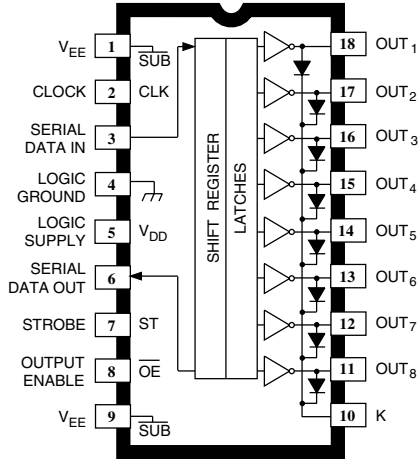 V_EE 1 SUB 18 OUT_1
CLOCK 2 CLK 17 OUT_2
SERIAL
DATA IN 3 16 OUT_3
LOGIC
GROUND 4 15 OUT_4
LOGIC
SUPPLY 5 V_DD 14 OUT_5
SERIAL
DATA OUT 6 13 OUT_6
STROBE 7 ST 12 OUT_7
OUTPUT
ENABLE 8 OE 11 OUT_8
V_EE 9 SUB 10 K
SHIFT REGISTER
LATCHES